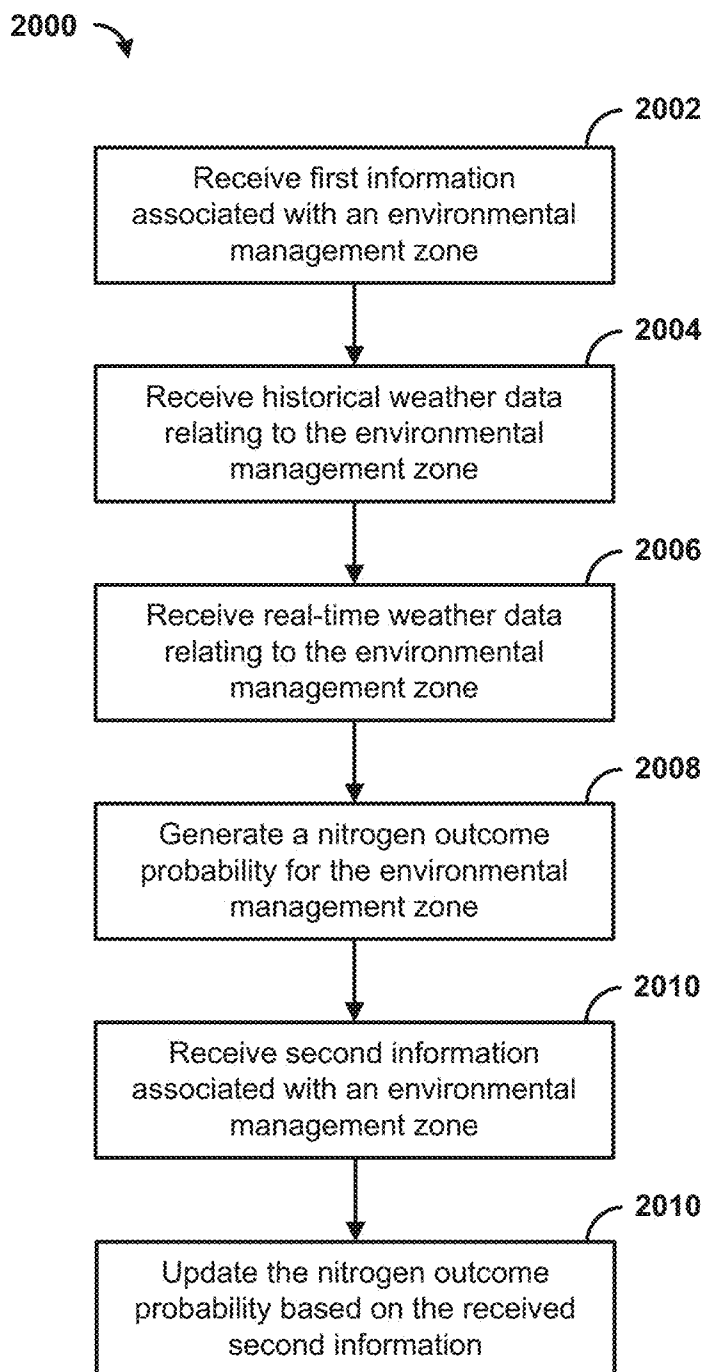 2000
2002
Receive first information
associated with an environmental
management zone
2004
Receive historical weather data
relating to the environmental
management zone
2006
Receive real-time weather data
relating to the environmental
management zone
2008
Generate a nitrogen outcome
probability for the environmental
management zone
2010
Receive second information
associated with an environmental
management zone
2010
Update the nitrogen outcome
probability based on the received
second information